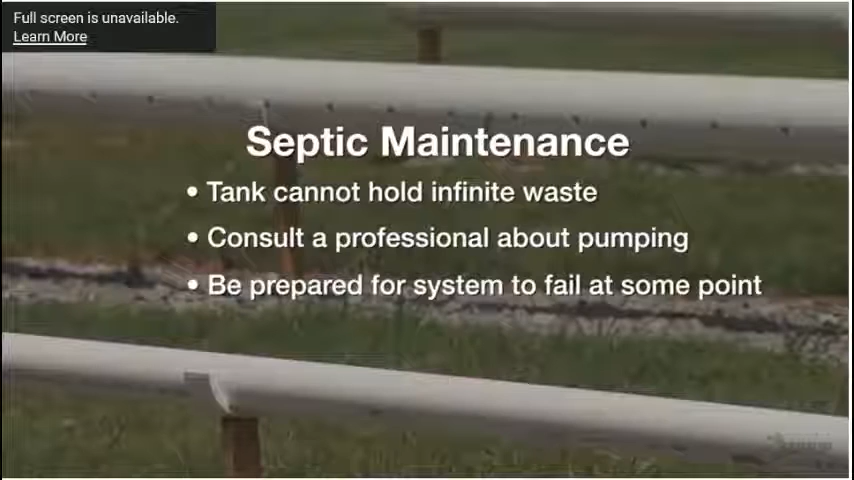 Full screen is unavailable.
Learn More
Septic Maintenance
• Tank cannot hold infinite waste
• Consult a professional about pumping
• Be prepared for system to fail at some point